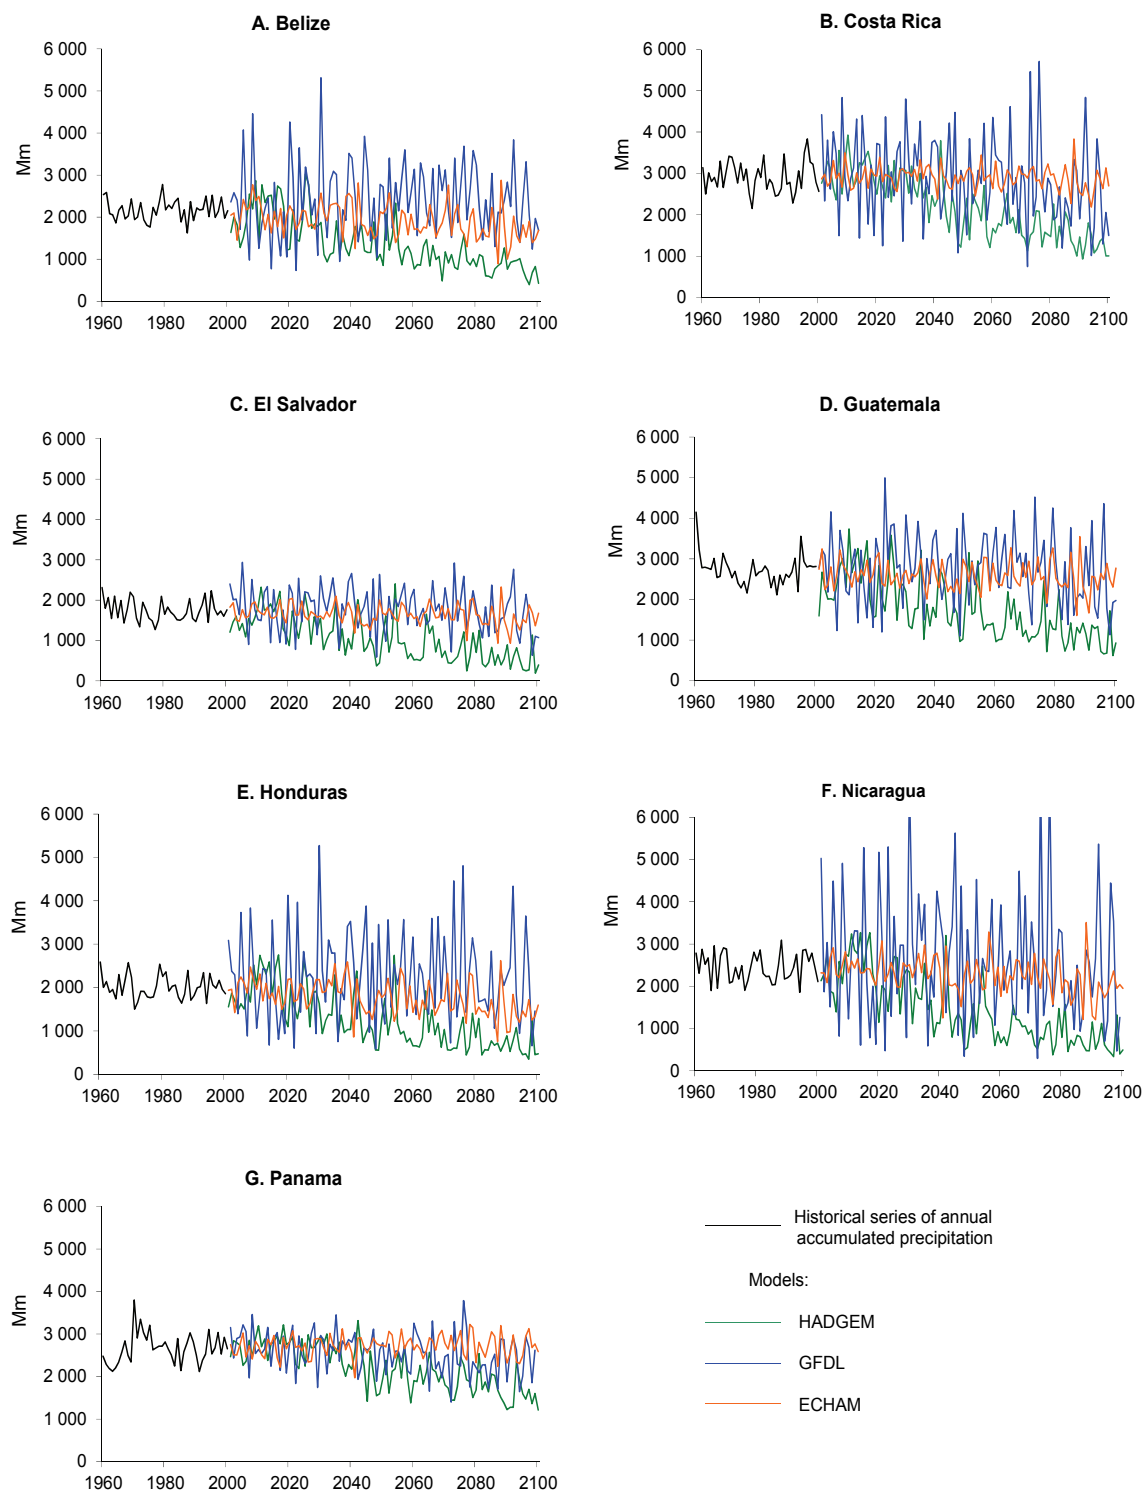 A. Belize
6 000
5 000
4 000
3 000
2 000
1 000
0
Mm
1960 1980 2000 2020 2040 2060 2080 2100
B. Costa Rica
6 000
5 000
4 000
3 000
2 000
1 000
0
Mm
1960 1980 2000 2020 2040 2060 2080 2100
C. El Salvador
6 000
5 000
4 000
3 000
2 000
1 000
0
Mm
1960 1980 2000 2020 2040 2060 2080 2100
D. Guatemala
6 000
5 000
4 000
3 000
2 000
1 000
0
Mm
1960 1980 2000 2020 2040 2060 2080 2100
E. Honduras
6 000
5 000
4 000
3 000
2 000
1 000
0
Mm
1960 1980 2000 2020 2040 2060 2080 2100
F. Nicaragua
6 000
5 000
4 000
3 000
2 000
1 000
0
Mm
1960 1980 2000 2020 2040 2060 2080 2100
G. Panama
6 000
5 000
4 000
3 000
2 000
1 000
0
Mm
1960 1980 2000 2020 2040 2060 2080 2100
Historical series of annual
accumulated precipitation
Models:
HADGEM
GFDL
ECHAM